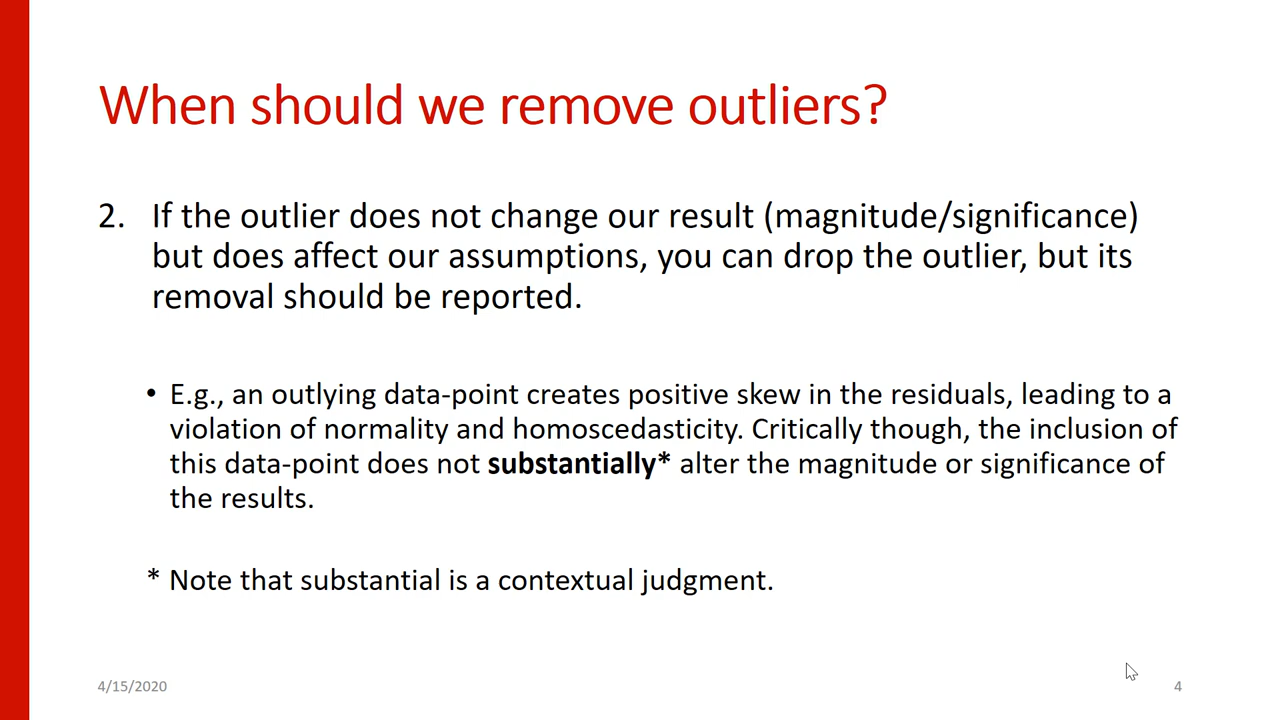 When should we remove outliers?
2. If the outlier does not change our result (magnitude/significance)
but does affect our assumptions, you can drop the outlier, but its
removal should be reported.
• E.g., an outlying data-point creates positive skew in the residuals, leading to a
violation of normality and homoscedasticity. Critically though, the inclusion of
this data-point does not substantially* alter the magnitude or significance of
the results.
* Note that substantial is a contextual judgment.
4/15/2020
4